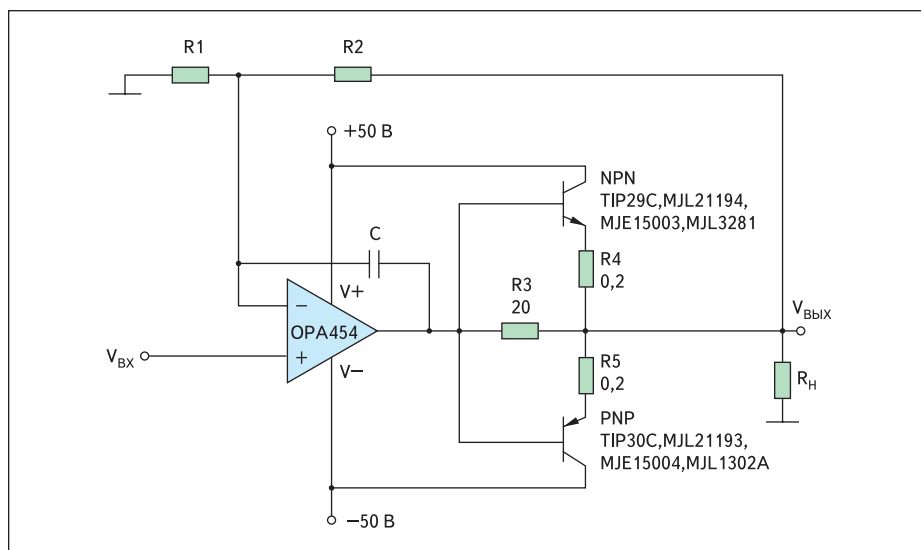 R1
R2
+50 В
NPN
TIP29C,MJL21194,
MJE15003,MJL3281
C
R4
0,2
R3
20
V+
−
OPA454
+
V−
VВХ
VВЫХ
R5
0,2
RН
PNP
TIP30C,MJL21193,
MJE15004,MJL1302A
−50 В